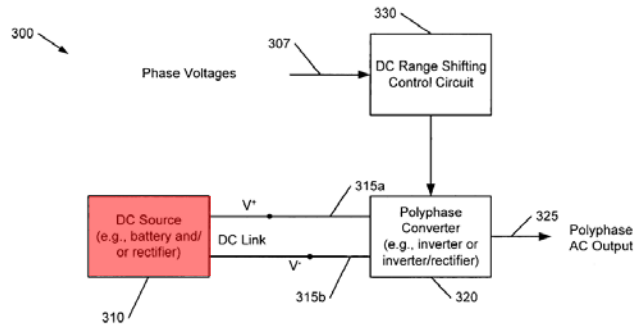 300
330
307
Phase Voltages
DC Range Shifting
Control Circuit
315a
V+
325
DC Source
(e.g., battery and/
or rectifier)
DC Link
Polyphase
Converter
(e.g., inverter or
inverter/rectifier)
Polyphase
AC Output
V-
310
315b
320